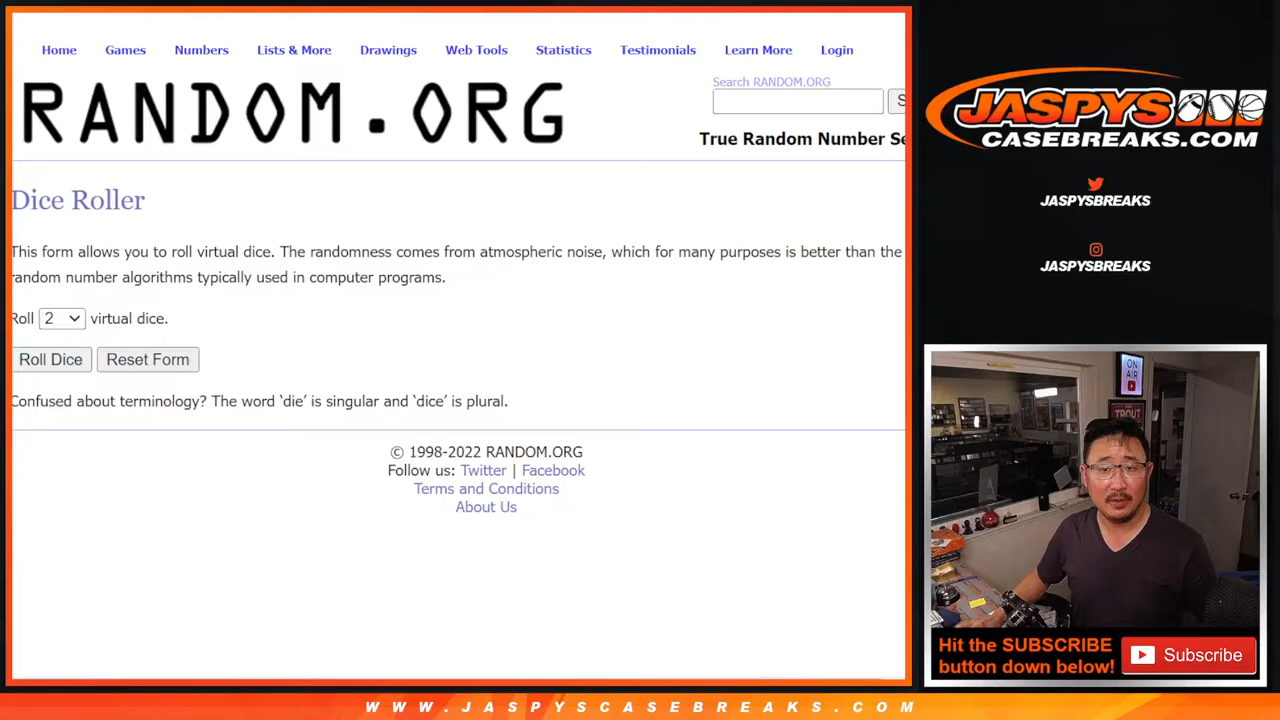 Home Games Numbers Lists & More Drawings Web Tools Statistics Testimonials Learn More Login
RANDOM.ORG
Search RANDOM.ORG
S
True Random Number Se
Dice Roller
This form allows you to roll virtual dice. The randomness comes from atmospheric noise, which for many purposes is better than the
random number algorithms typically used in computer programs.
Roll 2 virtual dice.
Roll Dice Reset Form
Confused about terminology? The word ‘die’ is singular and ‘dice’ is plural.
© 1998-2022 RANDOM.ORG
Follow us: Twitter | Facebook
Terms and Conditions
About Us
JASPYS
CASEBREAKS.COM
JASPYSBREAKS
JASPYSBREAKS
ON
AIR
TROUT
Hit the SUBSCRIBE
button down below!
Subscribe
WWW.JASPYSCASEBREAKS.COM